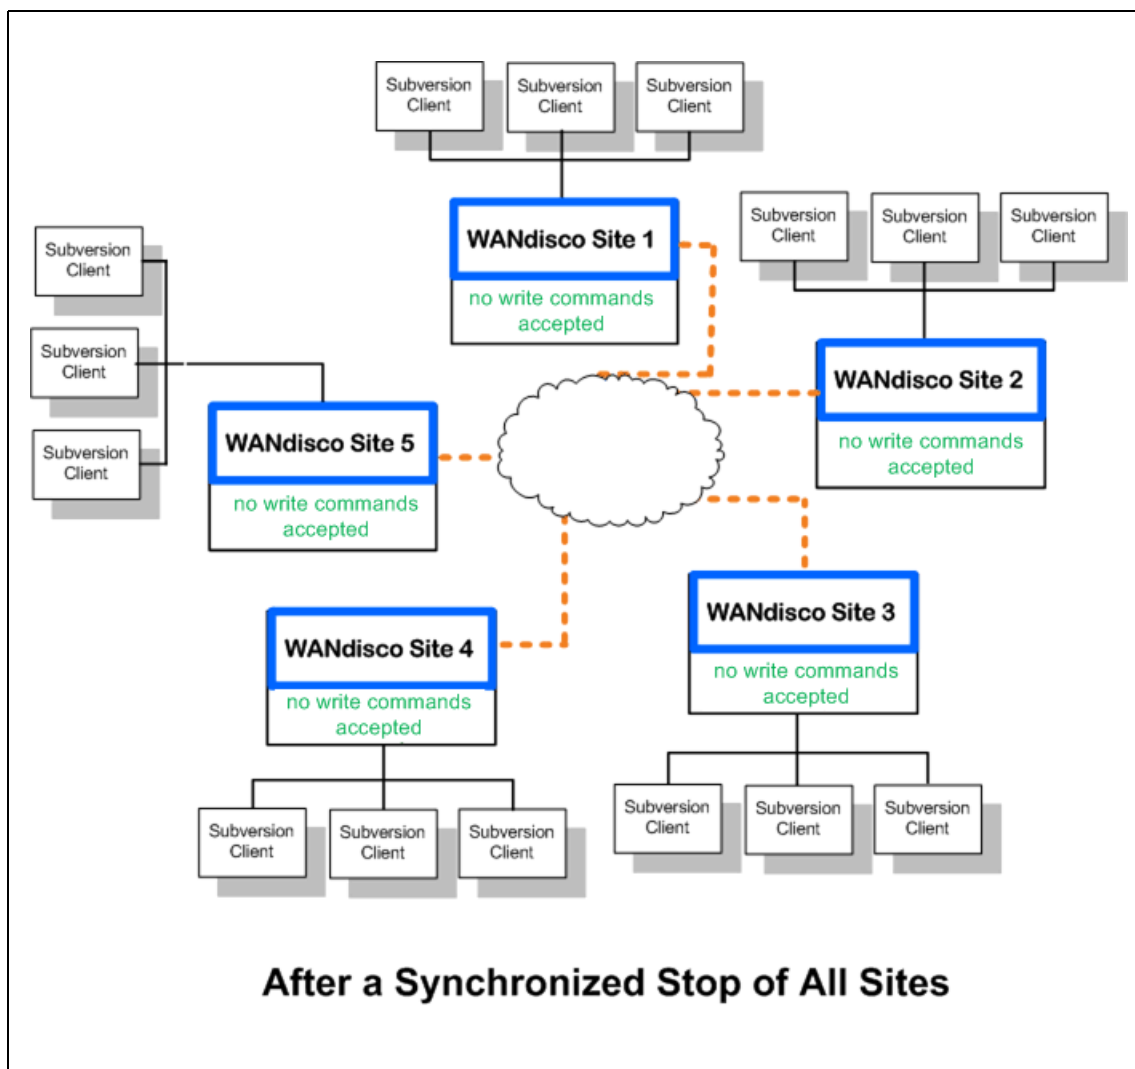 Subversion
Client
Subversion
Client
Subversion
Client
WANdisco Site 1
no write commands
accepted
Subversion
Client
Subversion
Client
Subversion
Client
WANdisco Site 2
no write commands
accepted
Subversion
Client
Subversion
Client
Subversion
Client
WANdisco Site 5
no write commands
accepted
WANdisco Site 3
no write commands
accepted
Subversion
Client
Subversion
Client
Subversion
Client
WANdisco Site 4
no write commands
accepted
Subversion
Client
Subversion
Client
Subversion
Client
After a Synchronized Stop of All Sites